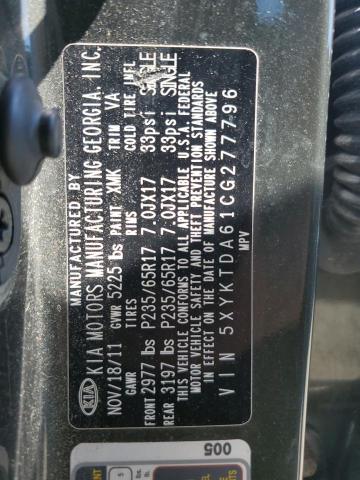 MANUFACTURED BY
KIA KIA MOTORS MANUFACTURING GEORGIA, INC.
NOV/18/11 GVWR 5225 lbs PAINT XMK TRIM VA
GAWR TIRES RIMS COLD TIRE INFL
FRONT 2977 lbs P235/65R17 7.0JX17 33psi SINGLE
REAR 3197 lbs P235/65R17 7.0JX17 33psi SINGLE
THIS VEHICLE CONFORMS TO ALL APPLICABLE U.S.A FEDERAL
MOTOR VEHICLE SAFETY AND THEFT PREVENTION STANDARDS
IN EFFECT ON THE DATE OF MANUFACTURE SHOWN ABOVE
VIN 5XYKTDA61CG277796
MPV
005